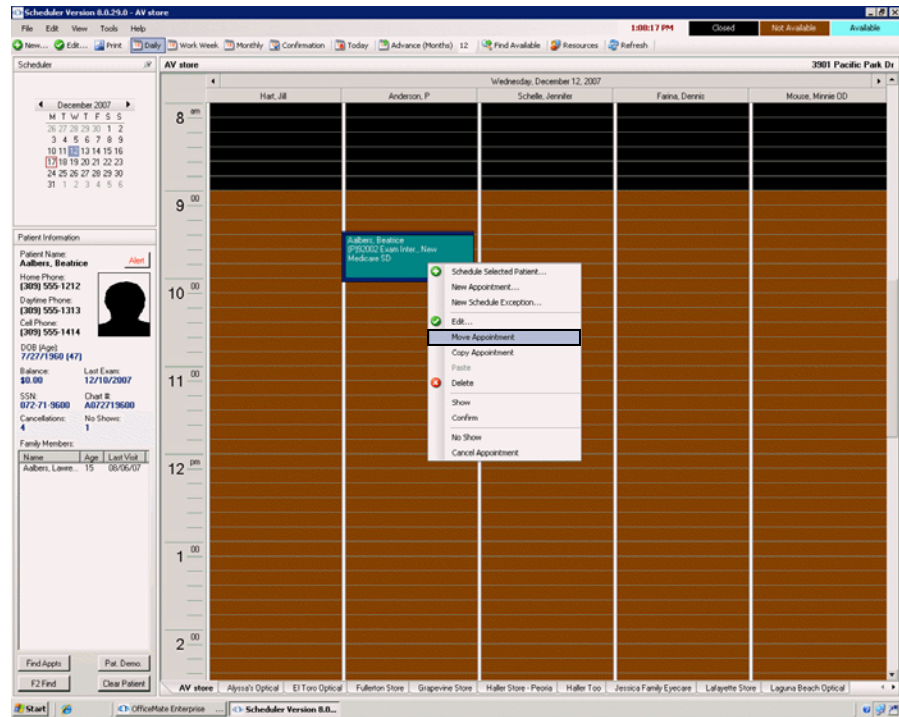 Scheduler Version 8.0.29.0 - AV store
File Edit View Tools Help
1:08:17 PM Closed Not Available Available
New... Edit... Print Daily Work Week Monthly Confirmation Today Advance (Months) 12 Find Available Resources Refresh
Scheduler
AV store 3901 Pacific Park Dr
Wednesday, December 12, 2007
Hart, Jill Anderson, P Schelle, Jennifer Farina, Dennis Mouse, Minnie OD
December 2007
M T W T F S S
26 27 28 29 30 1 2
3 4 5 6 7 8 9
10 11 12 13 14 15 16
17 18 19 20 21 22 23
24 25 26 27 28 29 30
31 1 2 3 4 5 6
8 am
9 00
10 00
11 00
12 pm
1 00
2 00
Aalbers, Beatrice
(P)92002 Exam Inter., New
Medicare SD
Schedule Selected Patient...
New Appointment...
New Schedule Exception...
Edit...
Move Appointment
Copy Appointment
Paste
Delete
Show
Confirm
No Show
Cancel Appointment
Patient Information
Patient Name:
Aalbers, Beatrice
Alert
Home Phone:
(309) 555-1212
Daytime Phone:
(309) 555-1313
Cell Phone:
(309) 555-1414
DOB (Age):
7/27/1960 (47)
Balance: Last Exam:
$0.00 12/10/2007
SSN: Chart #:
072-71-9600 A072719600
Cancellations: No Shows:
4 1
Family Members:
Name Age Last Visit
Aalbers, Lawre... 15 08/06/07
Find Appts Pat. Demo.
F2 Find Clear Patient
AV store Alyssa's Optical El Toro Optical Fullerton Store Grapevine Store Haller Store - Peoria Haller Too Jessica Family Eyecare Lafayette Store Laguna Beach Optical
Start OfficeMate Enterprise ... Scheduler Version 8.0...